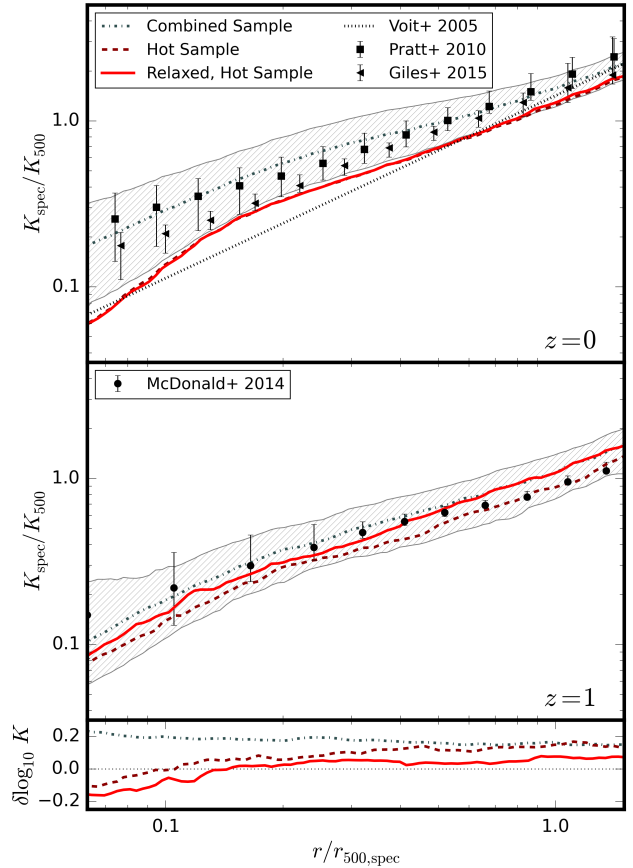 Combined Sample
Hot Sample
Relaxed, Hot Sample
Voit+ 2005
Pratt+ 2010
Giles+ 2015
K_spec/K_500
1.0
0.1
z=0
McDonald+ 2014
K_spec/K_500
1.0
0.1
z=1
δlog_10 K
0.2
0.0
−0.2
0.1
1.0
r/r_500,spec